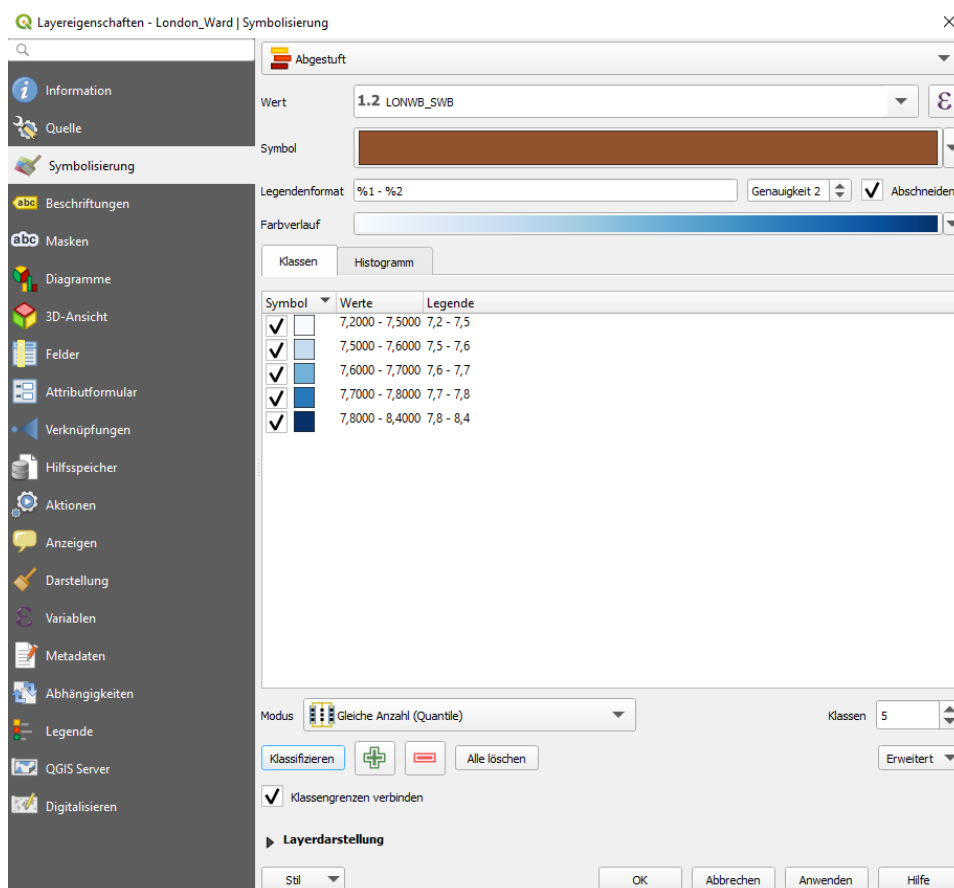 Layereigenschaften - London_Ward | Symbolisierung
Abgestuft
Information
Wert 1.2 LONWB_SWB ε
Quelle
Symbol
Symbolisierung
Legendenformat %1 - %2 Genauigkeit 2 Abschneiden
abc Beschriftungen
Farbverlauf
abc Masken
Klassen Histogramm
Diagramme
Symbol Werte Legende
3D-Ansicht
7,2000 - 7,5000 7,2 - 7,5
Felder
7,5000 - 7,6000 7,5 - 7,6
7,6000 - 7,7000 7,6 - 7,7
Attributformular
7,7000 - 7,8000 7,7 - 7,8
7,8000 - 8,4000 7,8 - 8,4
Verknüpfungen
Hilfsspeicher
Aktionen
Anzeigen
Darstellung
ε Variablen
Metadaten
Abhängigkeiten
Modus Gleiche Anzahl (Quantile) Klassen 5
Legende
Klassifizieren Alle löschen Erweitert
QGIS Server
Klassengrenzen verbinden
Digitalisieren
Layerdarstellung
Stil OK Abbrechen Anwenden Hilfe